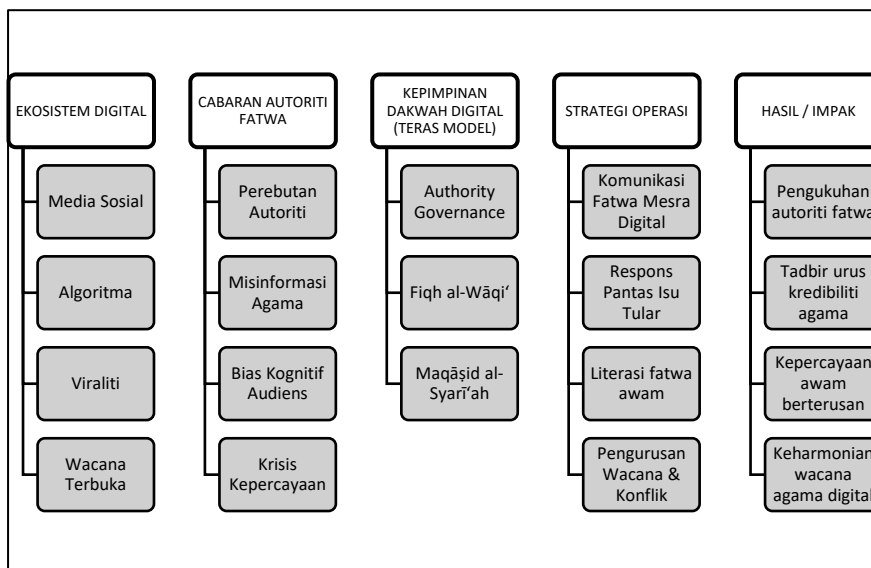 EKOSISTEM DIGITAL
Media Sosial
Algoritma
Viraliti
Wacana
Terbuka
CABARAN AUTORITI
FATWA
Perebutan
Autoriti
Misinformasi
Agama
Bias Kognitif
Audiens
Krisis
Kepercayaan
KEPIMPINAN
DAKWAH DIGITAL
(TERAS MODEL)
Authority
Governance
Fiqh al-Wāqi‘
Maqāṣid al-
Syarī‘ah
STRATEGI OPERASI
Komunikasi
Fatwa Mesra
Digital
Respons
Pantas Isu
Tular
Literasi fatwa
awam
Pengurusan
Wacana &
Konflik
HASIL / IMPAK
Pengukuhan
autoriti fatwa
Tadbir urus
kredibiliti
agama
Kepercayaan
awam
berterusan
Keharmonian
wacana
agama digital